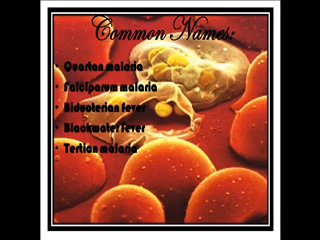 Common Names:
• Quartan malaria
• Falciparum malaria
• Biduoterian fever
• Blackwater fever
• Tertian malaria